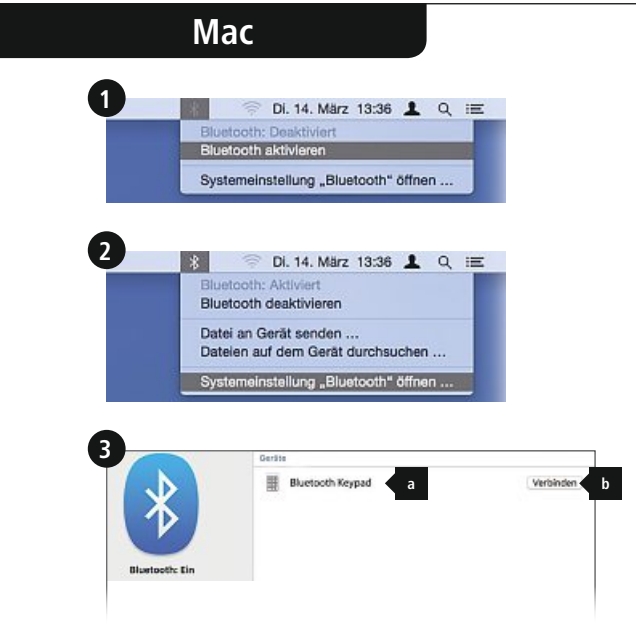 Mac
1
Di. 14. März 13:36
Bluetooth: Deaktiviert
Bluetooth aktivieren
Systemeinstellung „Bluetooth“ öffnen ...
2
Di. 14. März 13:36
Bluetooth: Aktiviert
Bluetooth deaktivieren
Datei an Gerät senden ...
Dateien auf dem Gerät durchsuchen ...
Systemeinstellung „Bluetooth“ öffnen ...
3
Geräte
Bluetooth Keypad a Verbinden b
Bluetooth: Ein